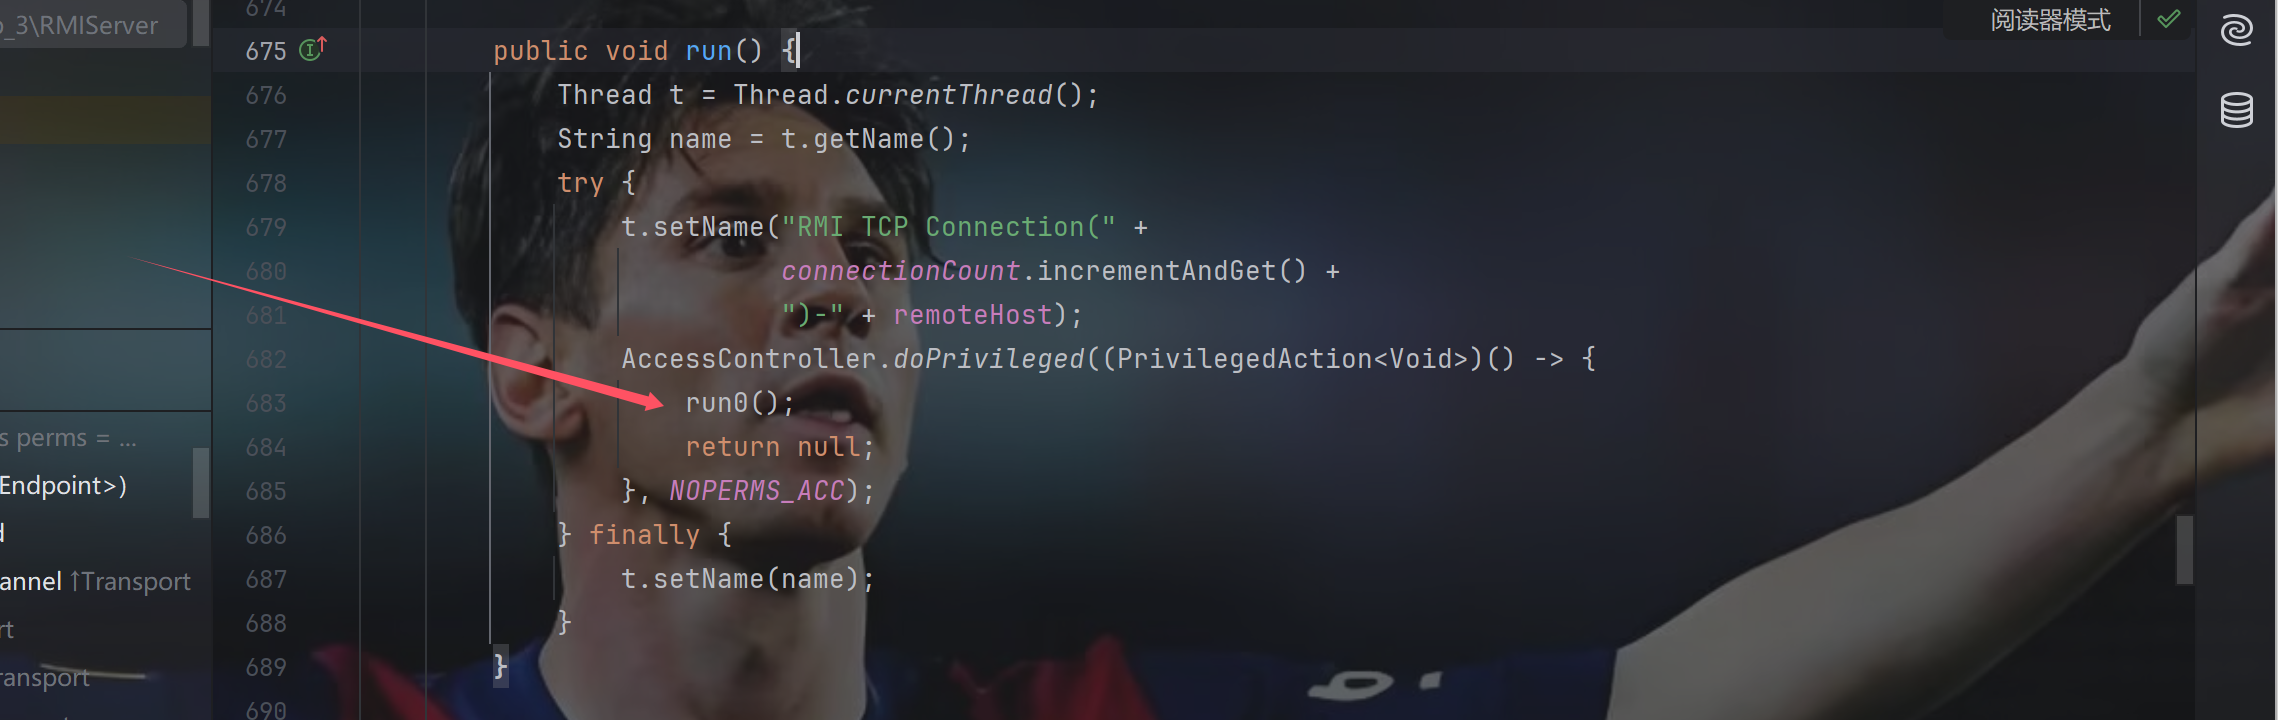 674
_3\RMIServer
阅读器模式
675 public void run() {
676 Thread t = Thread.currentThread();
677 String name = t.getName();
678 try {
679 t.setName("RMI TCP Connection(" +
680 connectionCount.incrementAndGet() +
681 ")-" + remoteHost);
682 AccessController.doPrivileged((PrivilegedAction<Void>)() -> {
683 run0();
684 return null;
685 }, NOPERMS_ACC);
686 } finally {
687 t.setName(name);
688 }
689 }
690
s perms = ...
Endpoint>)
d
annel ↑Transport
rt
ransport